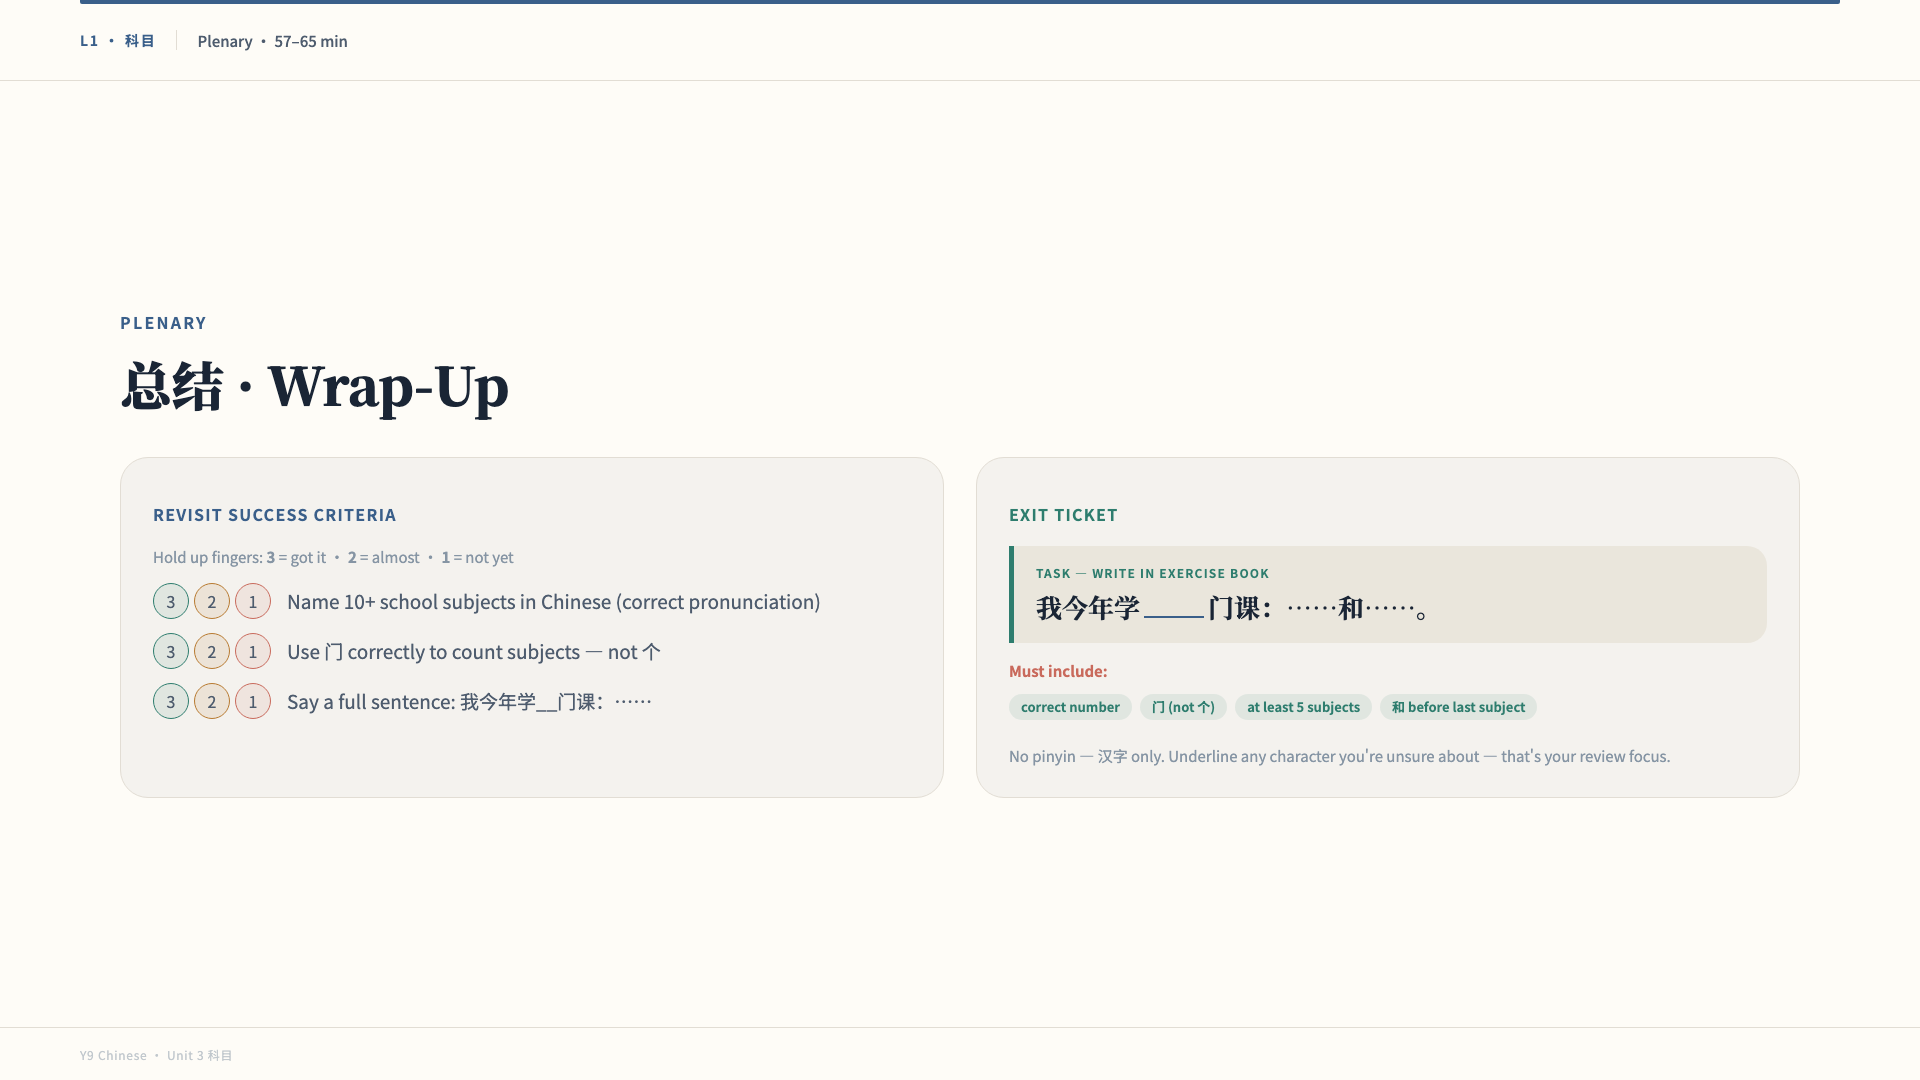 L1 · 科目
Plenary · 57–65 min
PLENARY
总结 · Wrap-Up
REVISIT SUCCESS CRITERIA
Hold up fingers: 3 = got it · 2 = almost · 1 = not yet
3 2 1 Name 10+ school subjects in Chinese (correct pronunciation)
3 2 1 Use 门 correctly to count subjects — not 个
3 2 1 Say a full sentence: 我今年学__门课：……
EXIT TICKET
TASK — WRITE IN EXERCISE BOOK
我今年学____门课：……和……。
Must include:
correct number
门 (not 个)
at least 5 subjects
和 before last subject
No pinyin — 汉字 only. Underline any character you're unsure about — that's your review focus.
Y9 Chinese · Unit 3 科目